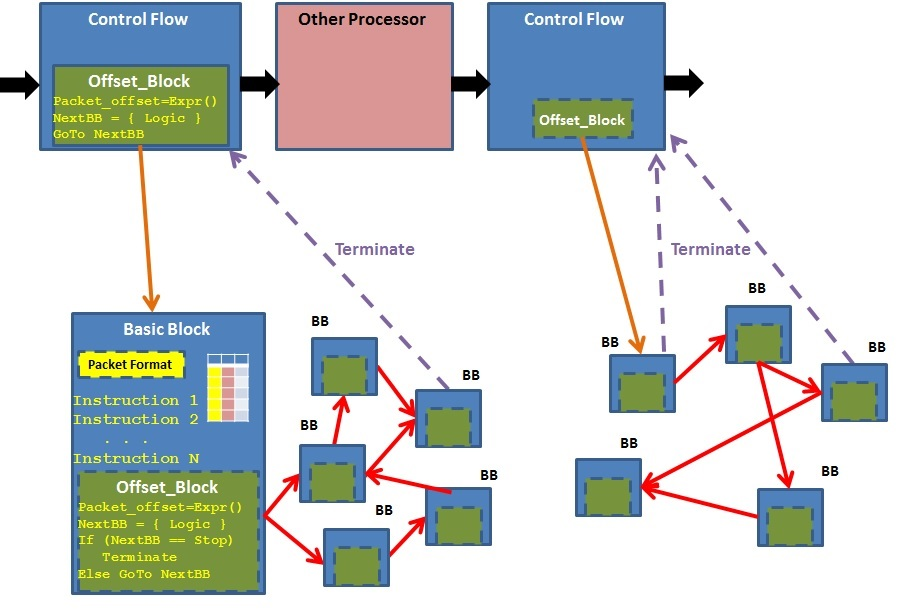 Control Flow
Offset_Block
Packet_offset=Expr()
NextBB = { Logic }
GoTo NextBB
Other Processor
Control Flow
Offset_Block
Terminate
Terminate
Basic Block
Packet Format
Instruction 1
Instruction 2
. . .
Instruction N
Offset_Block
Packet_offset=Expr()
NextBB = { Logic }
If (NextBB == Stop)
Terminate
Else GoTo NextBB
BB
BB
BB
BB
BB
BB
BB
BB
BB
BB